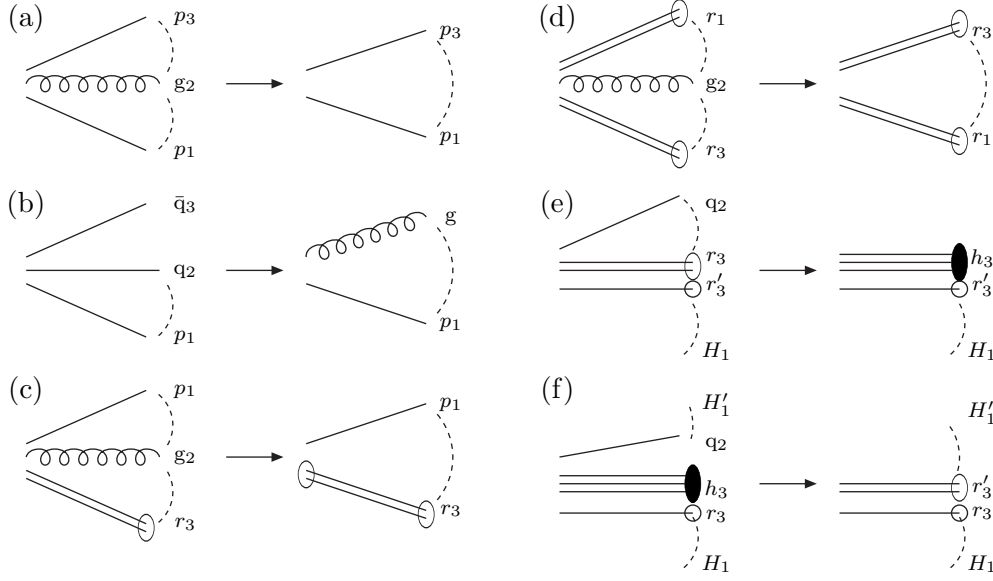 (a)
p₃
g₂
p₁
p₃
p₁
(d)
r₁
g₂
r₃
r₃
r₁
(b)
q̄₃
q₂
p₁
g
p₁
(e)
q₂
r₃
r′₃
H₁
h₃
r′₃
H₁
(c)
p₁
g₂
r₃
p₁
r₃
(f)
H′₁
q₂
h₃
r₃
H₁
H′₁
r′₃
r₃
H₁